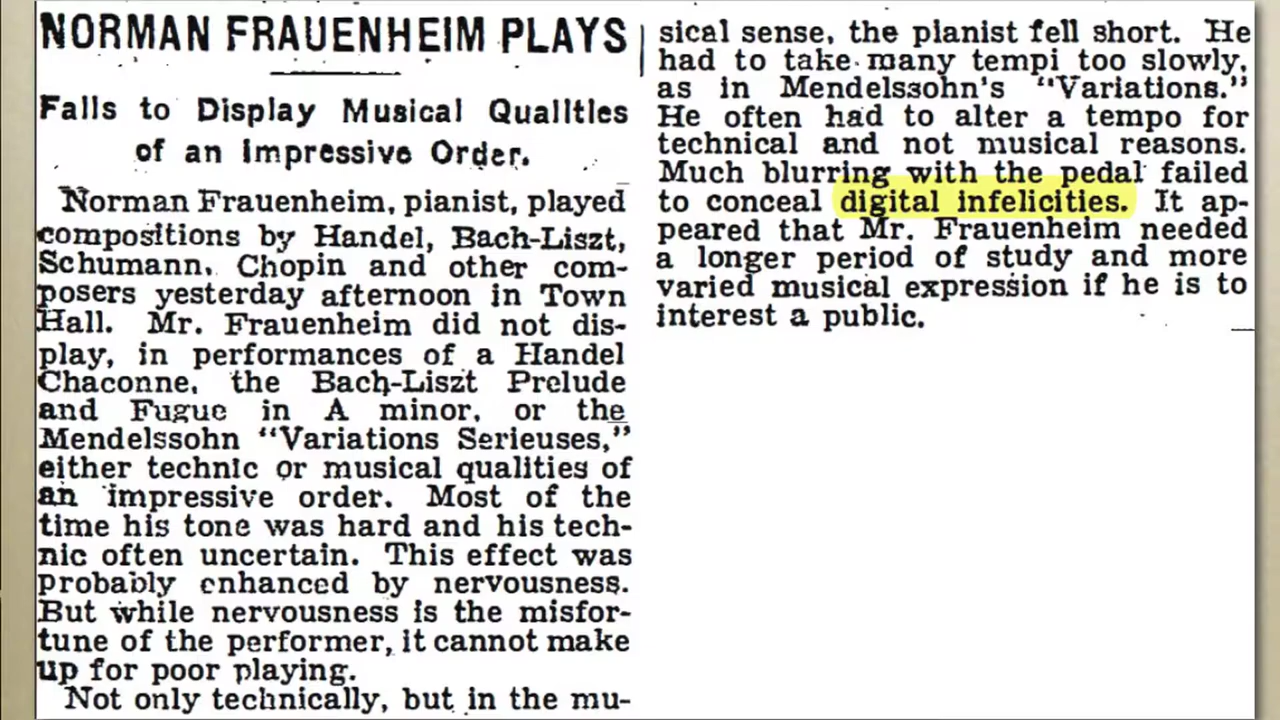 NORMAN FRAUENHEIM PLAYS
Fails to Display Musical Qualities
of an Impressive Order.
Norman Frauenheim, pianist, played
compositions by Handel, Bach-Liszt,
Schumann, Chopin and other com-
posers yesterday afternoon in Town
Hall. Mr. Frauenheim did not dis-
play, in performances of a Handel
Chaconne, the Bach-Liszt Prelude
and Fugue in A minor, or the
Mendelssohn "Variations Serieuses,"
either technic or musical qualities of
an impressive order. Most of the
time his tone was hard and his tech-
nic often uncertain. This effect was
probably enhanced by nervousness.
But while nervousness is the misfor-
tune of the performer, it cannot make
up for poor playing.
Not only technically, but in the mu-
sical sense, the pianist fell short. He
had to take many tempi too slowly,
as in Mendelssohn's "Variations."
He often had to alter a tempo for
technical and not musical reasons.
Much blurring with the pedal failed
to conceal digital infelicities. It ap-
peared that Mr. Frauenheim needed
a longer period of study and more
varied musical expression if he is to
interest a public.